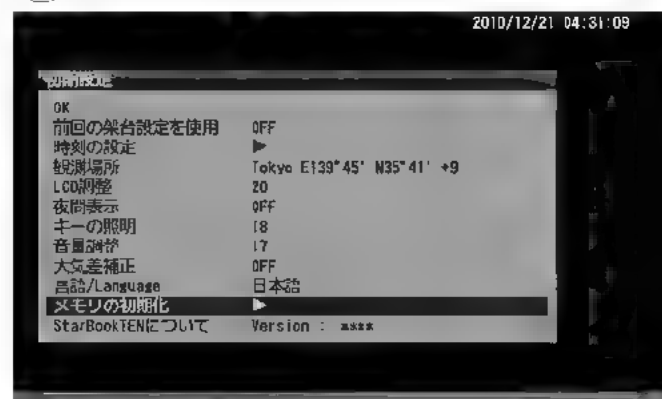 2010/12/21 04:31:09
初期設定
OK
前回の架台設定を使用 OFF
時刻の設定 ▶
観測場所 Tokyo E139°45' N35°41' +9
LCD調整 20
夜間表示 OFF
キーの照明 18
音量調整 17
大気差補正 OFF
言語/Language 日本語
メモリの初期化 ▶
StarBookTENについて Version : ****